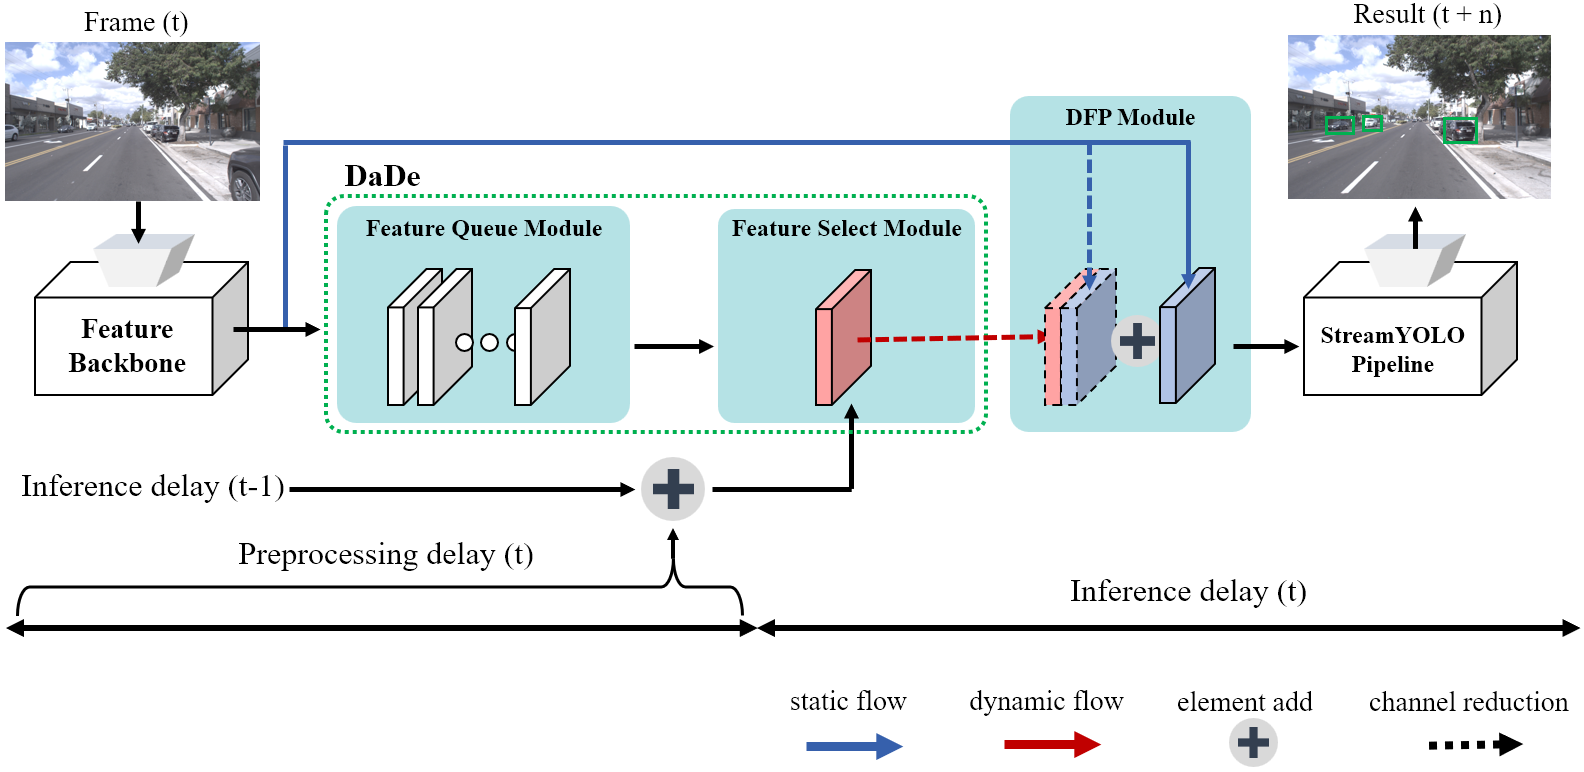 Frame (t)
Result (t + n)
DFP Module
DaDe
Feature Queue Module
Feature Select Module
Feature
Backbone
StreamYOLO
Pipeline
Inference delay (t-1)
Preprocessing delay (t)
Inference delay (t)
static flow
dynamic flow
element add
channel reduction